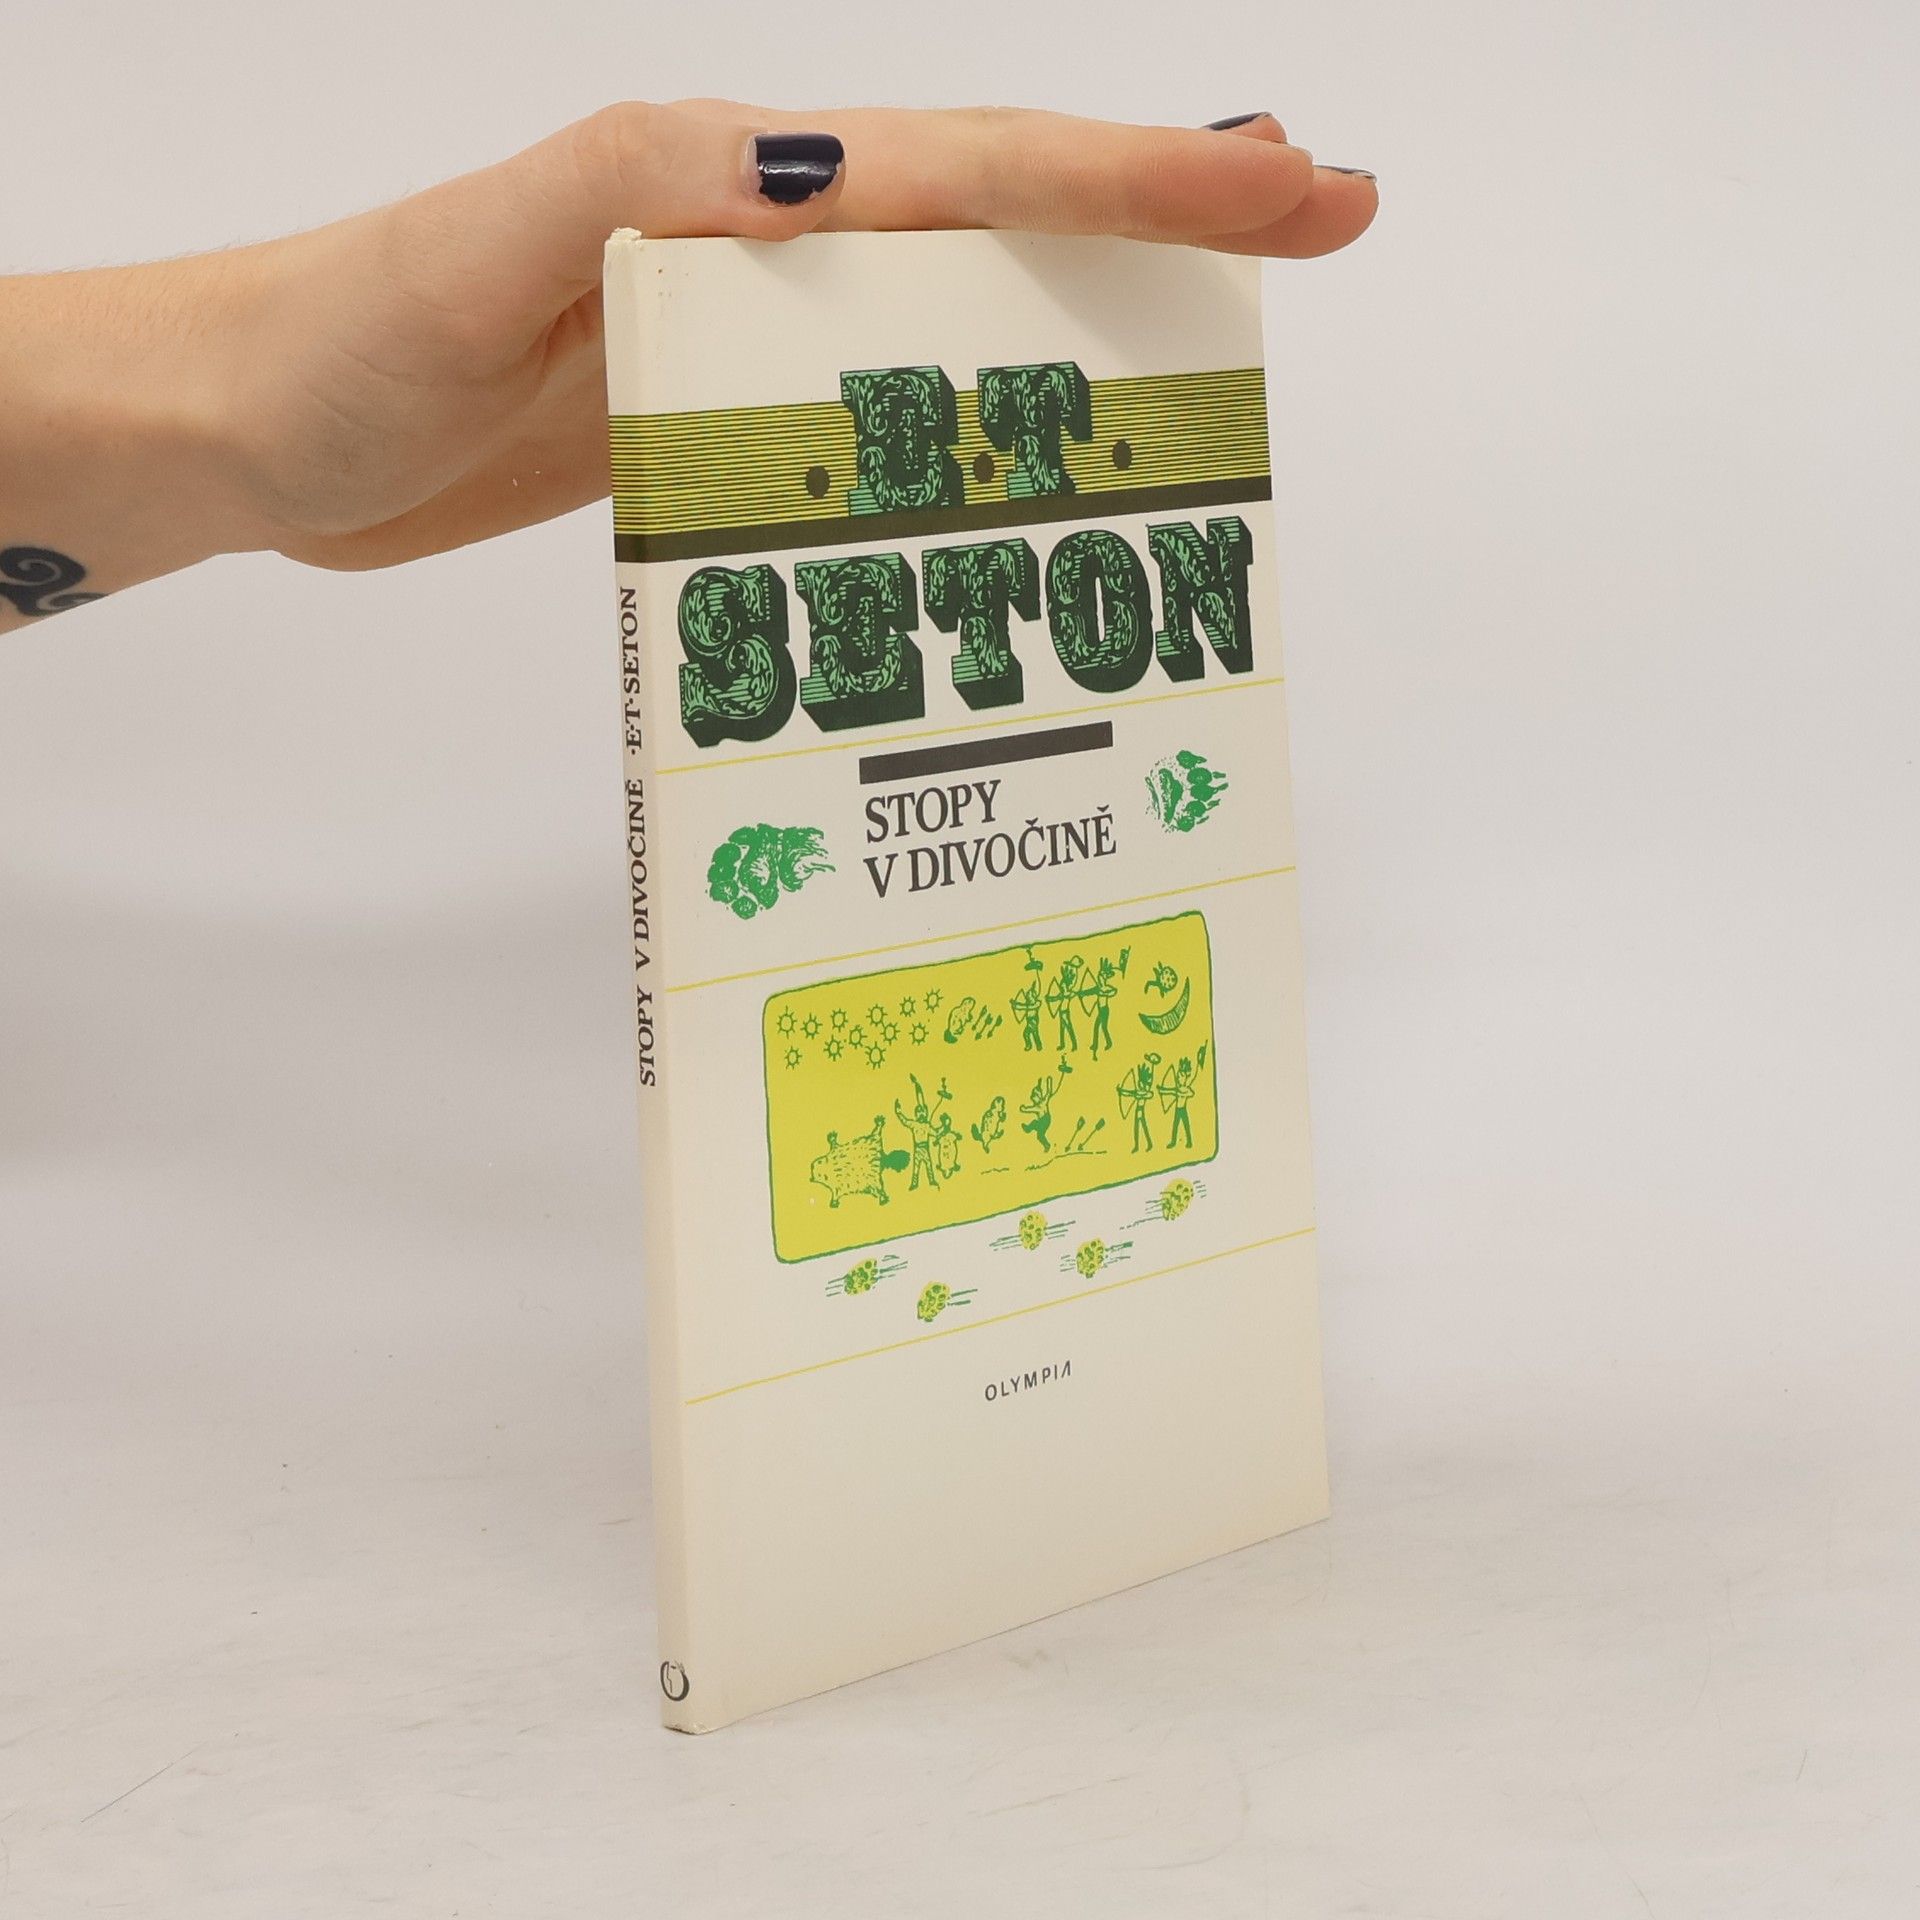 ·E·T·
SETON
STOPY
V DIVOČINĚ
OLYMPIA
STOPY V DIVOČINĚ ·E·T·SETON